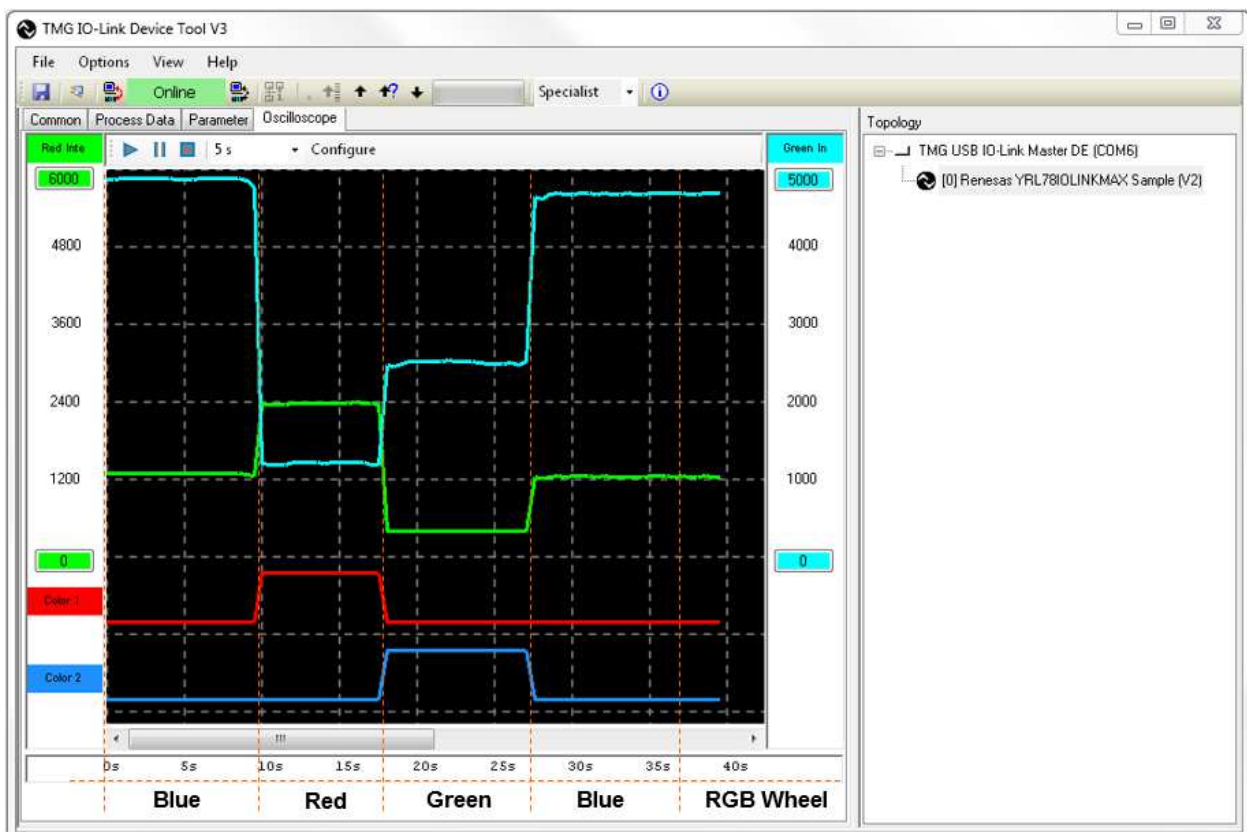 TMG IO-Link Device Tool V3
File Options View Help
Online Specialist
Common Process Data Parameter Oscilloscope
Topology
Red Inte 5 s Configure Green In
TMG USB IO-Link Master DE (COM6)
[0] Renesas YRL78IOLINKMAX Sample (V2)
6000 5000
4800 4000
3600 3000
2400 2000
1200 1000
0 0
Color 1
Color 2
0s 5s 10s 15s 20s 25s 30s 35s 40s
Blue Red Green Blue RGB Wheel